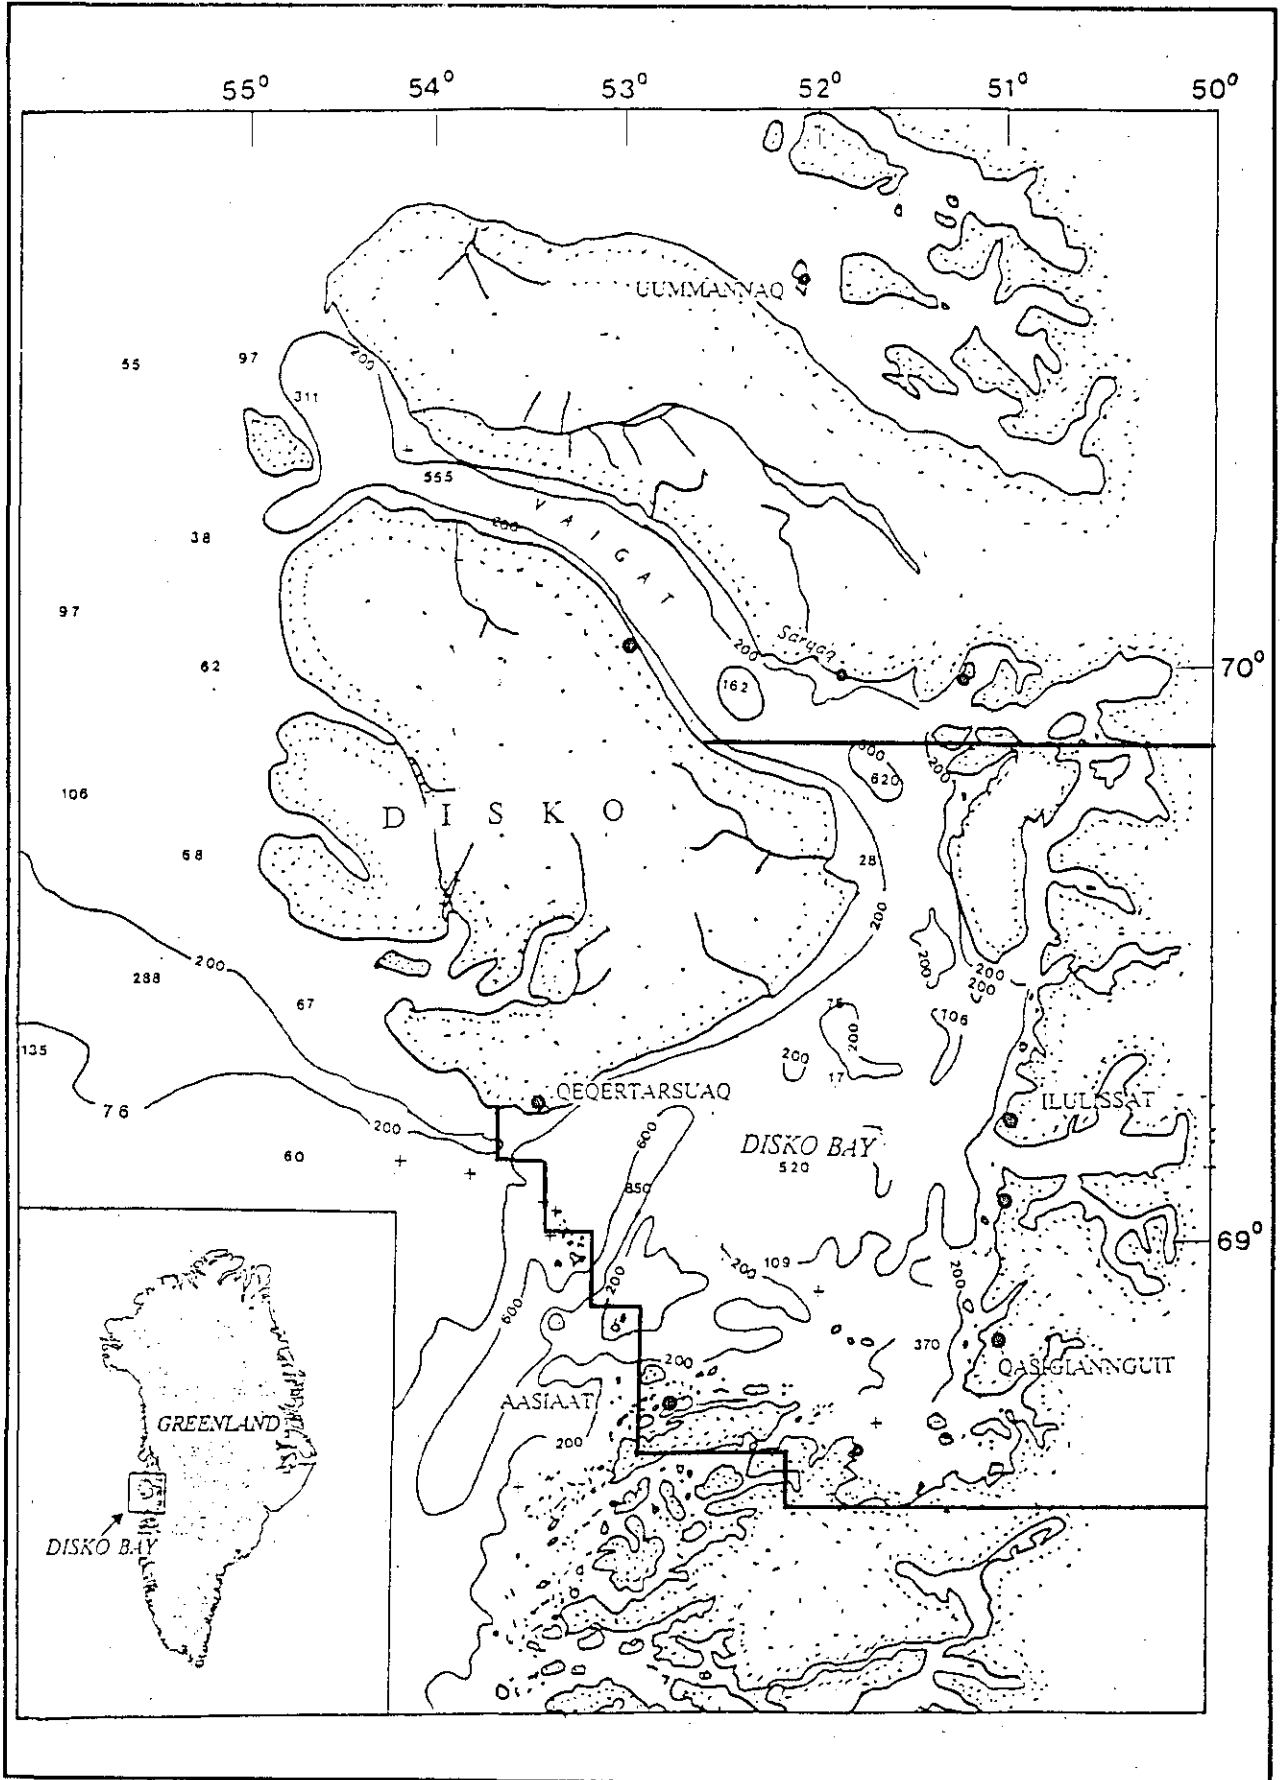 55° 54° 53° 52° 51° 50°
UUMMANNAQ
55 97 200
311
555
VAIGAT
200
38
97
Sarqaq
62 200 70°
162
600
620 200
106
DISKO
68 28
200
200
288 200 200
67 200
76 106
135 200 200
17
76 QEQERTARSUAQ ILULISSAT
200 600
60 DISKO BAY
520
850
69°
109
200 200 200
600
370
200 QASIGIANNGUIT
AASIAAT
GREENLAND 200
DISKO BAY